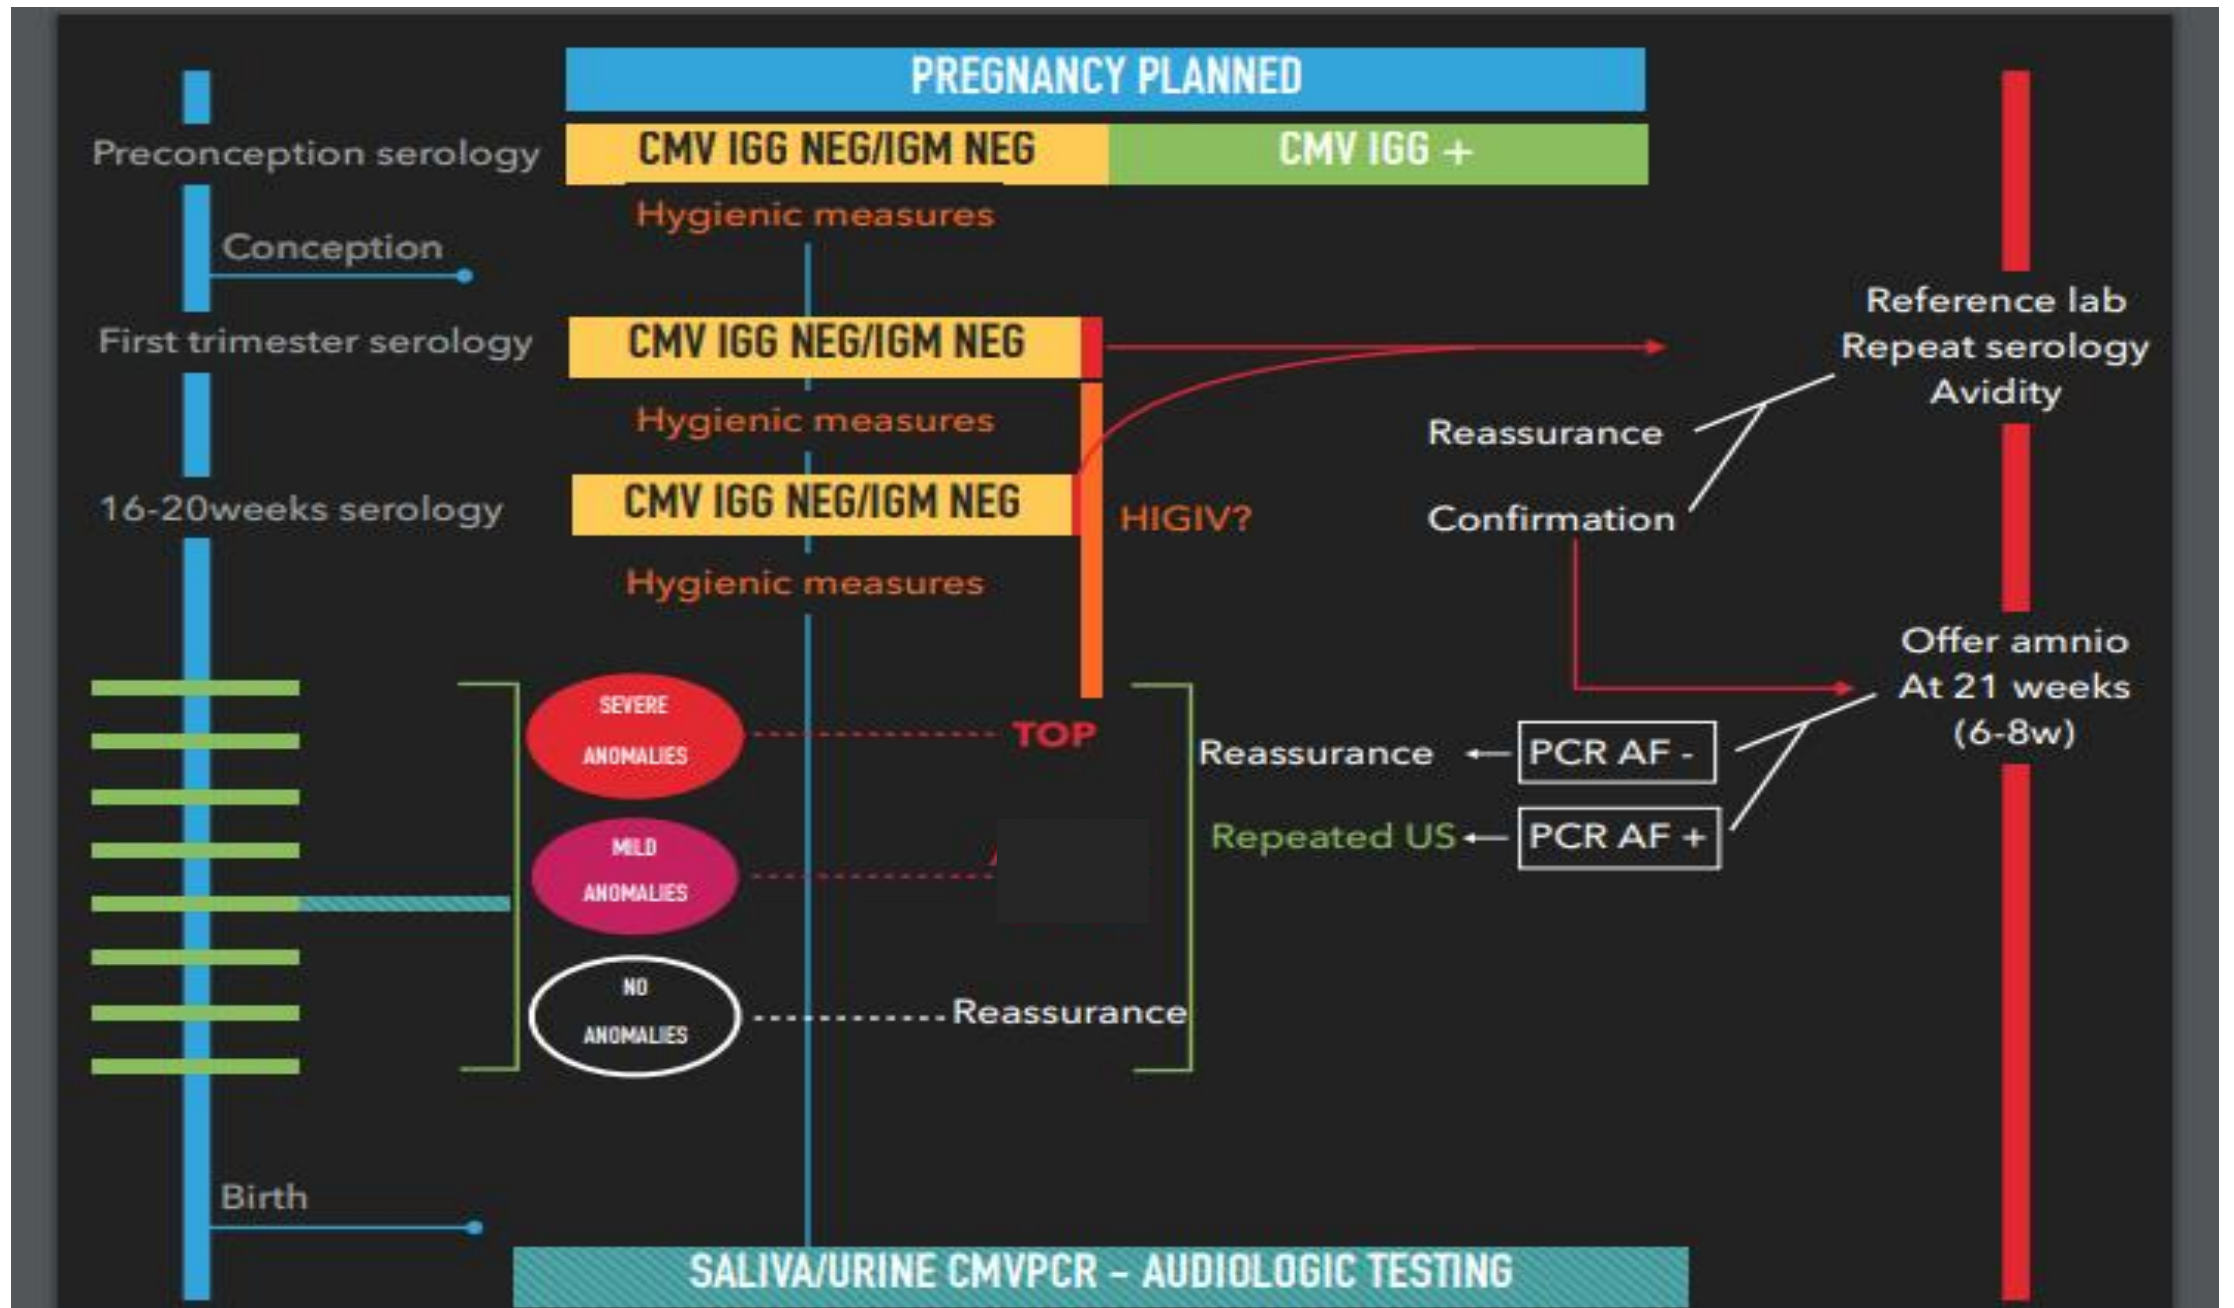 PREGNANCY PLANNED
Preconception serology
CMV IGG NEG/IGM NEG
CMV IGG +
Hygienic measures
Conception
First trimester serology
CMV IGG NEG/IGM NEG
Reference lab
Repeat serology
Avidity
Hygienic measures
Reassurance
16-20weeks serology
CMV IGG NEG/IGM NEG
HIGIV?
Confirmation
Hygienic measures
Offer amnio
At 21 weeks
(6-8w)
SEVERE
ANOMALIES
TOP
Reassurance
PCR AF -
MILD
ANOMALIES
Repeated US
PCR AF +
NO
ANOMALIES
Reassurance
Birth
SALIVA/URINE CMVPCR – AUDIOLOGIC TESTING